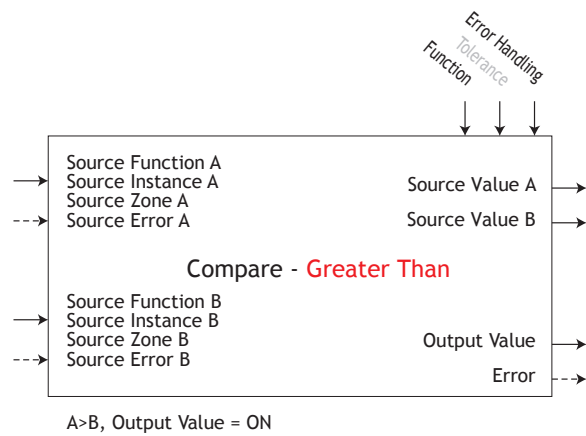 Function
Tolerance
Error Handling
Source Function A
Source Instance A
Source Zone A
Source Error A
Source Value A
Source Value B
Compare - Greater Than
Source Function B
Source Instance B
Source Zone B
Source Error B
Output Value
Error
A>B, Output Value = ON